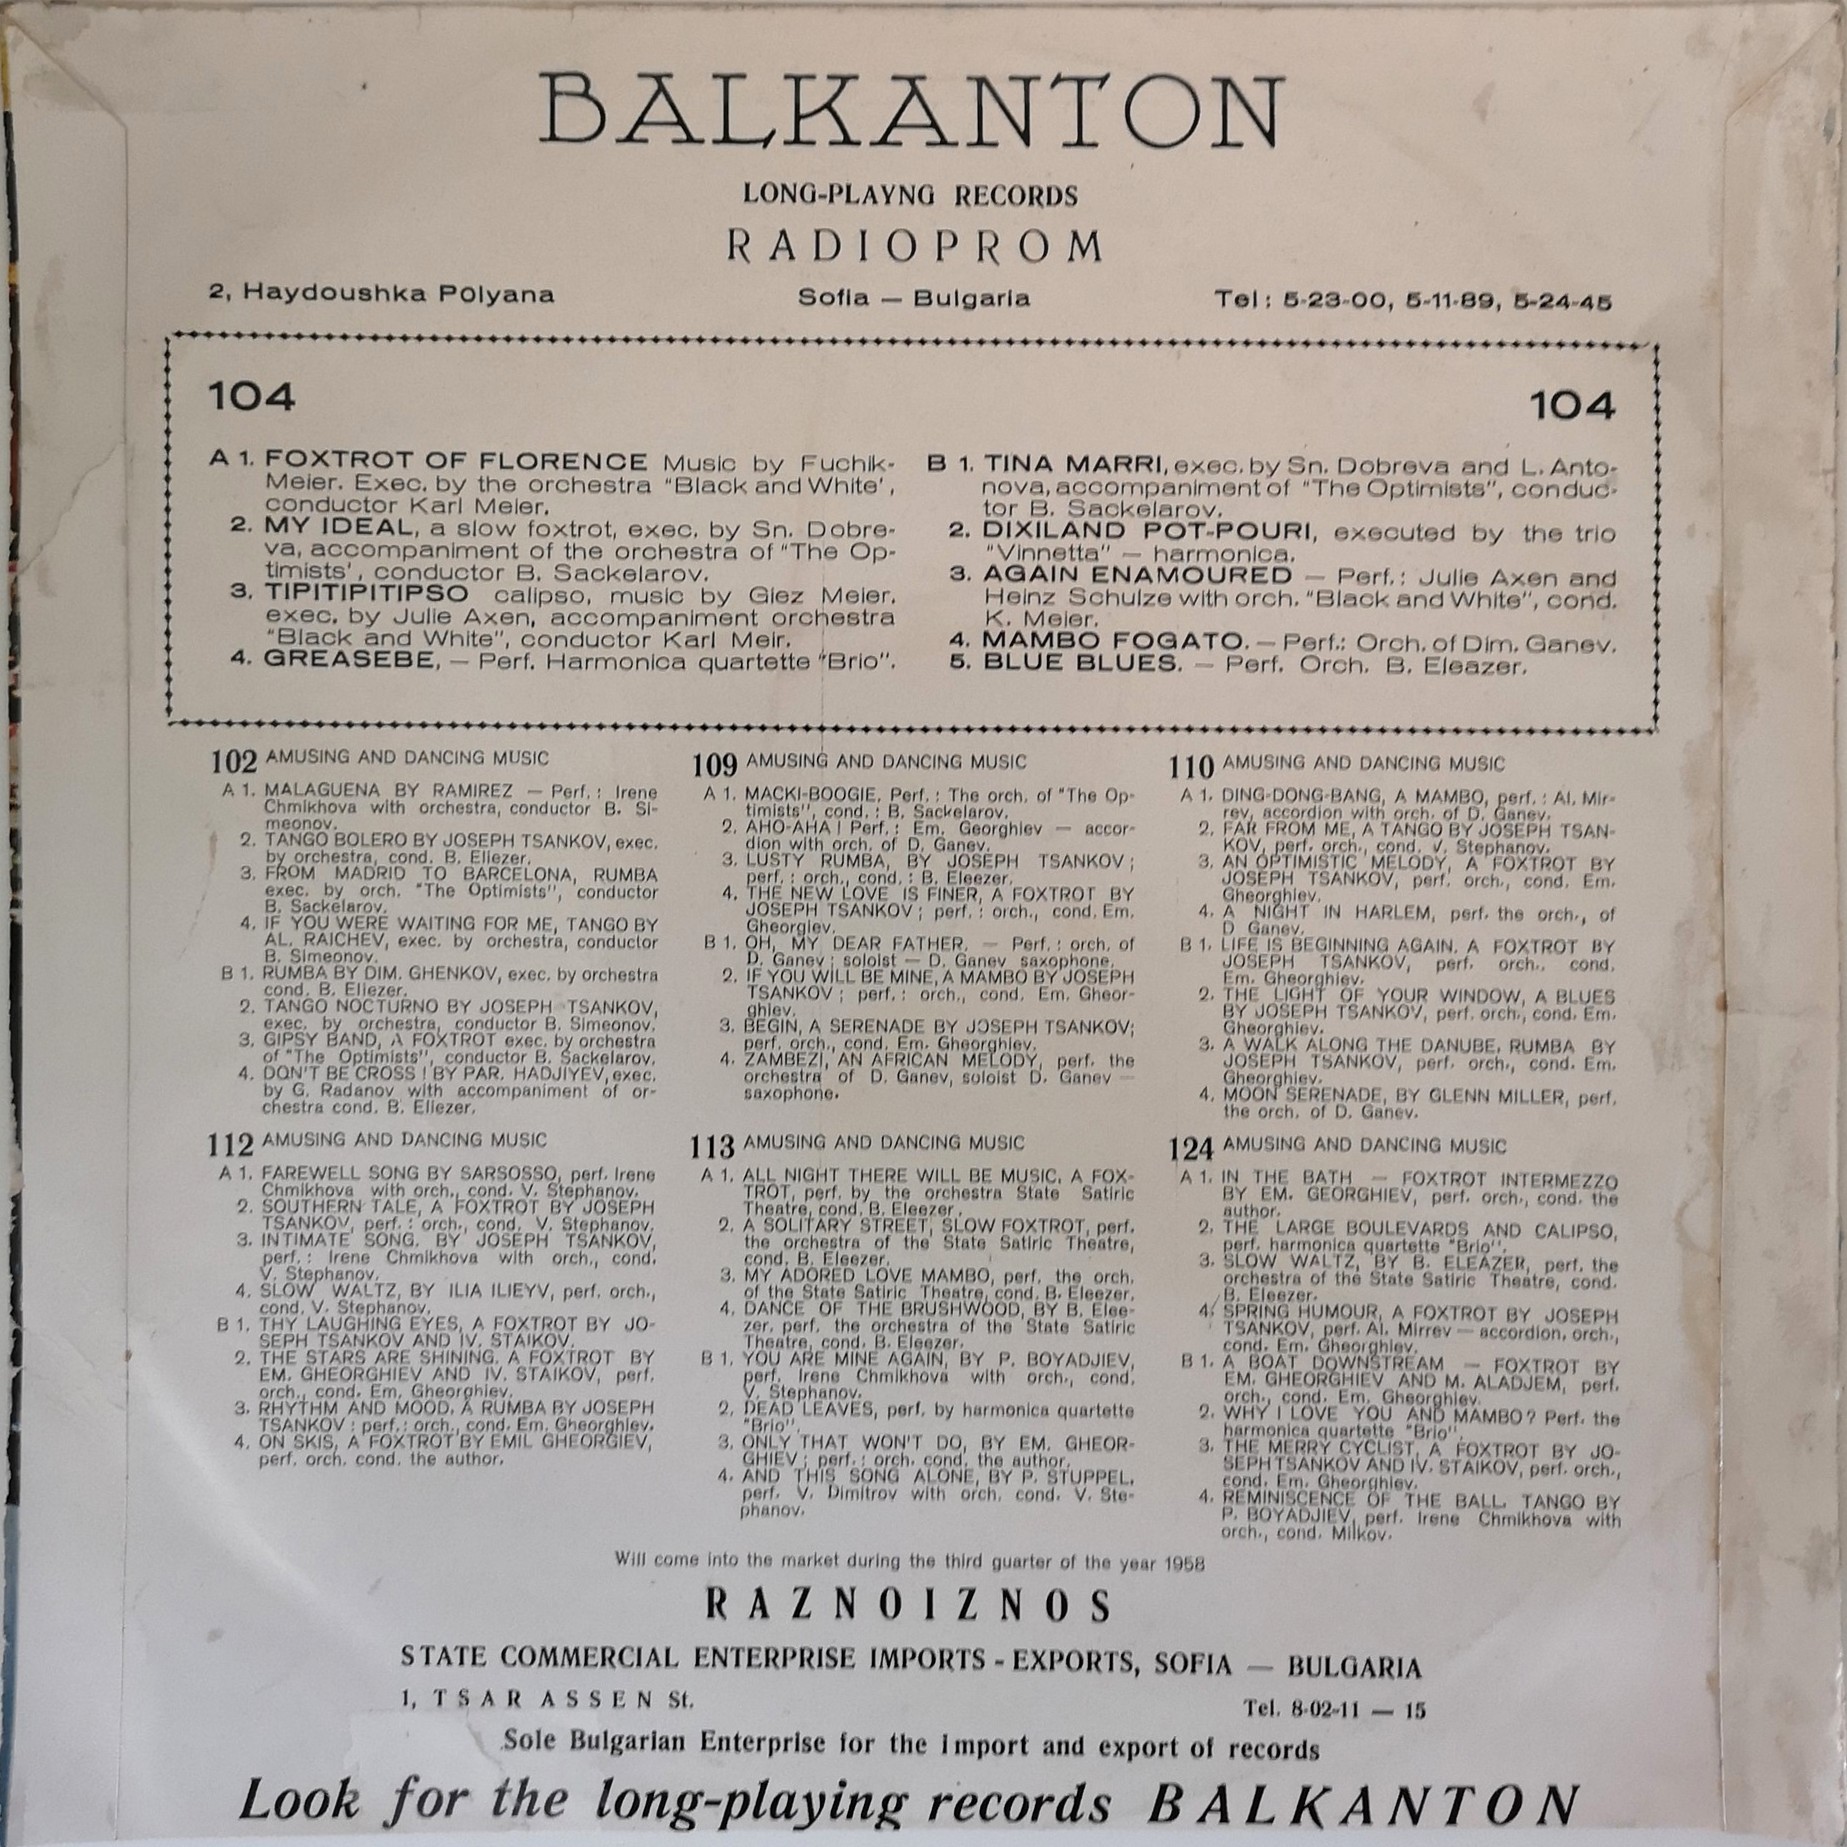 BALKANTON
LONG-PLAYNG RECORDS
RADIOPROM
2, Haydoushka Polyana Sofia — Bulgaria Tel: 5-23-00, 5-11-89, 5-24-45
104 104
A 1. FOXTROT OF FLORENCE Music by Fuchik-
Meier. Exec. by the orchestra "Black and White',
conductor Karl Meier.
2. MY IDEAL, a slow foxtrot, exec. by Sn. Dobre-
va, accompaniment of the orchestra of "The Op-
timists', conductor B. Sackelarov.
3. TIPITIPITIPSO calipso, music by Giez Meier,
exec. by Julie Axen, accompaniment orchestra
"Black and White", conductor Karl Meir.
4. GREASEBE, — Perf. Harmonica quartette "Brio".
B 1. TINA MARRI, exec. by Sn. Dobreva and L. Anto-
nova, accompaniment of "The Optimists", conduc-
tor B. Sackelarov.
2. DIXILAND POT-POURI, executed by the trio
"Vinnetta" — harmonica.
3. AGAIN ENAMOURED — Perf.: Julie Axen and
Heinz Schulze with orch. "Black and White", cond.
K. Meier.
4. MAMBO FOGATO. — Perf.: Orch. of Dim. Ganev.
5. BLUE BLUES. — Perf. Orch. B. Eleazer.
102 AMUSING AND DANCING MUSIC
A 1. MALAGUENA BY RAMIREZ — Perf.: Irene
Chmikhova with orchestra, conductor B. Si-
meonov.
2. TANGO BOLERO BY JOSEPH TSANKOV, exec.
by orchestra, cond. B. Eliezer.
3. FROM MADRID TO BARCELONA, RUMBA
exec. by orch. "The Optimists", conductor
B. Sackelarov.
4. IF YOU WERE WAITING FOR ME, TANGO BY
AL. RAICHEV, exec. by orchestra, conductor
B. Simeonov.
B 1. RUMBA BY DIM. GHENKOV, exec. by orchestra
cond. B. Eliezer.
2. TANGO NOCTURNO BY JOSEPH TSANKOV,
exec. by orchestra, conductor B. Simeonov.
3. GIPSY BAND, A FOXTROT exec. by orchestra
of "The Optimists", conductor B. Sackelarov.
4. DON'T BE CROSS! BY PAR. HADJIYEV, exec.
by G. Radanov with accompaniment of or-
chestra cond. B. Eliezer.
109 AMUSING AND DANCING MUSIC
A 1. MACKI-BOOGIE, Perf.: The orch. of "The Op-
timists", cond.: B. Sackelarov.
2. AHO-AHA! Perf.: Em. Georghiev — accor-
dion with orch. of D. Ganev.
3. LUSTY RUMBA, BY JOSEPH TSANKOV;
perf.: orch., cond.: B. Eleezer.
4. THE NEW LOVE IS FINER, A FOXTROT BY
JOSEPH TSANKOV; perf.: orch., cond. Em.
Gheorgiev.
B 1. OH, MY DEAR FATHER. — Perf.: orch. of
D. Ganev; soloist — D. Ganev saxophone.
2. IF YOU WILL BE MINE, A MAMBO BY JOSEPH
TSANKOV; perf.: orch., cond. Em. Gheor-
ghiev.
3. BEGIN, A SERENADE BY JOSEPH TSANKOV;
perf. orch., cond. Em. Gheorghiev.
4. ZAMBEZI, AN AFRICAN MELODY, perf. the
orchestra of D. Ganev, soloist D. Ganev —
saxophone.
110 AMUSING AND DANCING MUSIC
A 1. DING-DONG-BANG, A MAMBO, perf.: Al. Mir-
rev, accordion with orch. of D. Ganev.
2. FAR FROM ME, A TANGO BY JOSEPH TSAN-
KOV, perf. orch., cond. V. Stephanov.
3. AN OPTIMISTIC MELODY, A FOXTROT BY
JOSEPH TSANKOV, perf. orch., cond. Em.
Gheorghiev.
4. A NIGHT IN HARLEM, perf. the orch., of
D Ganev.
B 1. LIFE IS BEGINNING AGAIN, A FOXTROT BY
JOSEPH TSANKOV, perf. orch., cond.
Em. Gheorghiev.
2. THE LIGHT OF YOUR WINDOW, A BLUES
BY JOSEPH TSANKOV, perf. orch., cond. Em.
Gheorghiev.
3. A WALK ALONG THE DANUBE, RUMBA BY
JOSEPH TSANKOV, perf. orch., cond. Em.
Gheorghiev.
4. MOON SERENADE, BY GLENN MILLER, perf.
the orch. of D. Ganev.
112 AMUSING AND DANCING MUSIC
A 1. FAREWELL SONG BY SARSOSSO, perf. Irene
Chmikhova with orch., cond. V. Stephanov.
2. SOUTHERN TALE, A FOXTROT BY JOSEPH
TSANKOV, perf.: orch., cond. V. Stephanov.
3. INTIMATE SONG, BY JOSEPH TSANKOV,
perf.: Irene Chmikhova with orch., cond.
V. Stephanov.
4. SLOW WALTZ, BY ILIA ILIEYV, perf. orch.,
cond. V. Stephanov.
B 1. THY LAUGHING EYES, A FOXTROT BY JO-
SEPH TSANKOV AND IV. STAIKOV.
2. THE STARS ARE SHINING. A FOXTROT BY
EM. GHEORGHIEV AND IV. STAIKOV, perf.
orch., cond. Em. Gheorghiev.
3. RHYTHM AND MOOD, A RUMBA BY JOSEPH
TSANKOV: perf.: orch., cond. Em. Gheorghiev.
4. ON SKIS, A FOXTROT BY EMIL GHEORGIEV,
perf. orch. cond. the author.
113 AMUSING AND DANCING MUSIC
A 1. ALL NIGHT THERE WILL BE MUSIC, A FOX-
TROT, perf. by the orchestra State Satiric
Theatre, cond. B. Eleezer.
2. A SOLITARY STREET, SLOW FOXTROT, perf.
the orchestra of the State Satiric Theatre,
cond. B. Eleezer.
3. MY ADORED LOVE MAMBO, perf. the orch.
of the State Satiric Theatre, cond. B. Eleezer.
4. DANCE OF THE BRUSHWOOD, BY B. Elee-
zer, perf. the orchestra of the State Satiric
Theatre, cond. B. Eleezer.
B 1. YOU ARE MINE AGAIN, BY P. BOYADJIEV,
perf. Irene Chmikhova with orch., cond.
V. Stephanov.
2. DEAD LEAVES, perf. by harmonica quartette
"Brio".
3. ONLY THAT WON'T DO, BY EM. GHEOR-
GHIEV; perf.: orch. cond. the author.
4. AND THIS SONG ALONE, BY P. STUPPEL,
perf. V. Dimitrov with orch. cond. V. Ste-
phanov.
124 AMUSING AND DANCING MUSIC
A 1. IN THE BATH — FOXTROT INTERMEZZO
BY EM. GEORGHIEV, perf. orch., cond. the
author.
2. THE LARGE BOULEVARDS AND CALIPSO,
perf. harmonica quartette "Brio".
3. SLOW WALTZ, BY B. ELEAZER, perf. the
orchestra of the State Satiric Theatre, cond.
B. Eleezer.
4. SPRING HUMOUR, A FOXTROT BY JOSEPH
TSANKOV, perf. Al. Mirrev — accordion, orch.,
cond. Em. Gheorghiev.
B 1. A BOAT DOWNSTREAM — FOXTROT BY
EM. GHEORGHIEV AND M. ALADJEM, perf.
orch., cond. Em. Gheorghiev.
2. WHY I LOVE YOU AND MAMBO? Perf. the
harmonica quartette "Brio".
3. THE MERRY CYCLIST, A FOXTROT BY JO-
SEPH TSANKOV AND IV. STAIKOV, perf. orch.,
cond. Em. Gheorghiev.
4. REMINISCENCE OF THE BALL. TANGO BY
P. BOYADJIEV, perf. Irene Chmikhova with
orch., cond. Milkov.
Will come into the market during the third quarter of the year 1958
RAZNOIZNOS
STATE COMMERCIAL ENTERPRISE IMPORTS - EXPORTS, SOFIA — BULGARIA
1, TSAR ASSEN St. Tel. 8-02-11 — 15
Sole Bulgarian Enterprise for the import and export of records
Look for the long-playing records BALKANTON